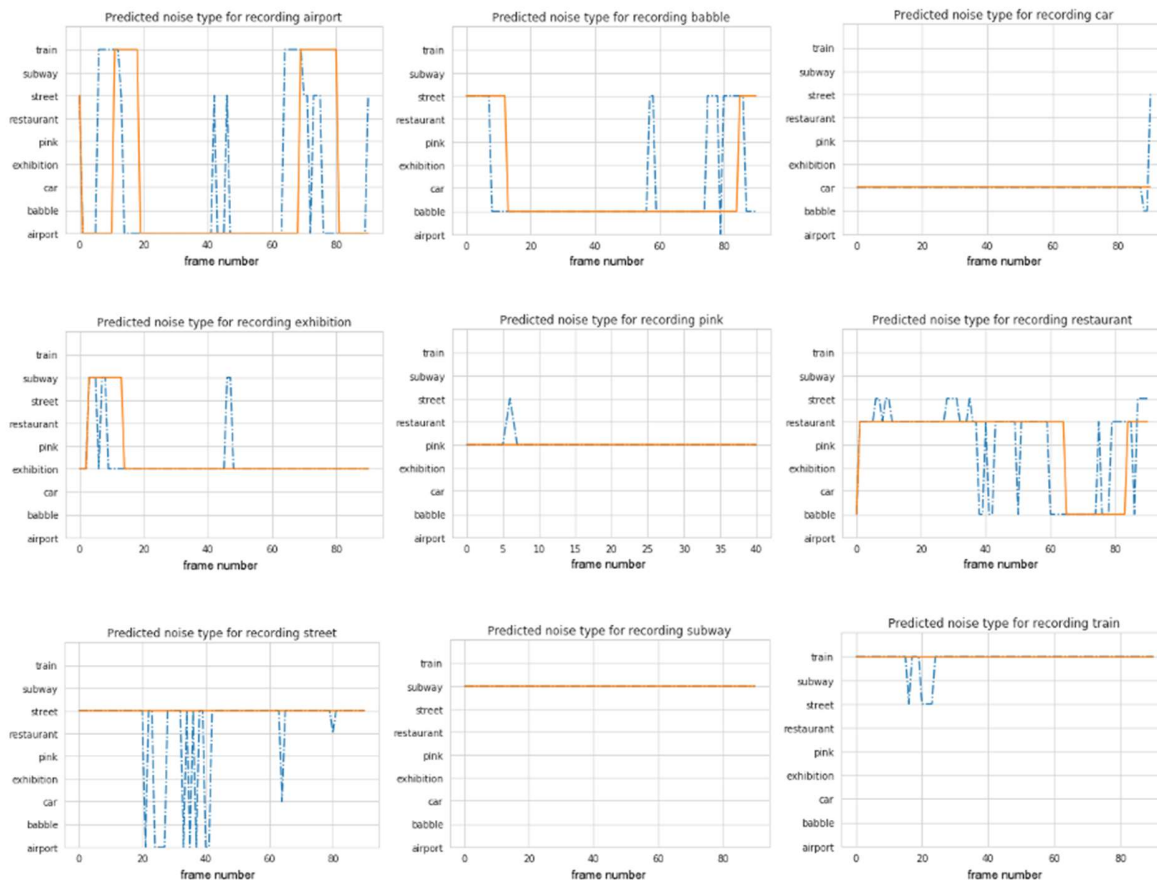 Predicted noise type for recording airport
train
subway
street
restaurant
pink
exhibition
car
babble
airport
0 20 40 60 80
frame number
Predicted noise type for recording babble
train
subway
street
restaurant
pink
exhibition
car
babble
airport
0 20 40 60 80
frame number
Predicted noise type for recording car
train
subway
street
restaurant
pink
exhibition
car
babble
airport
0 20 40 60 80
frame number
Predicted noise type for recording exhibition
train
subway
street
restaurant
pink
exhibition
car
babble
airport
0 20 40 60 80
frame number
Predicted noise type for recording pink
train
subway
street
restaurant
pink
exhibition
car
babble
airport
0 5 10 15 20 25 30 35 40
frame number
Predicted noise type for recording restaurant
train
subway
street
restaurant
pink
exhibition
car
babble
airport
0 20 40 60 80
frame number
Predicted noise type for recording street
train
subway
street
restaurant
pink
exhibition
car
babble
airport
0 20 40 60 80
frame number
Predicted noise type for recording subway
train
subway
street
restaurant
pink
exhibition
car
babble
airport
0 20 40 60 80
frame number
Predicted noise type for recording train
train
subway
street
restaurant
pink
exhibition
car
babble
airport
0 20 40 60 80
frame number